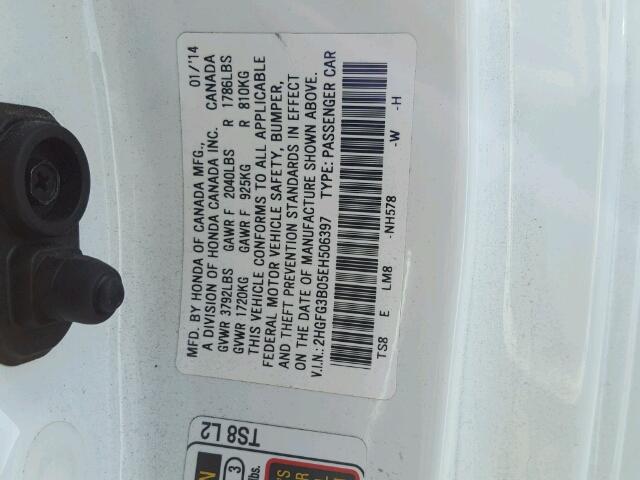 MFD. BY HONDA OF CANADA MFG., 01/'14
A DIVISION OF HONDA CANADA INC. CANADA
GVWR 3792LBS GAWR F 2040LBS R 1786LBS
GVWR 1720KG GAWR F 925KG R 810KG
THIS VEHICLE CONFORMS TO ALL APPLICABLE
FEDERAL MOTOR VEHICLE SAFETY, BUMPER,
AND THEFT PREVENTION STANDARDS IN EFFECT
ON THE DATE OF MANUFACTURE SHOWN ABOVE.
V.I.N.: 2HGFG3B05EH506397 TYPE: PASSENGER CAR
TS8 E LM8 -NH578 -W -H
TS8 L2
3
lbs.